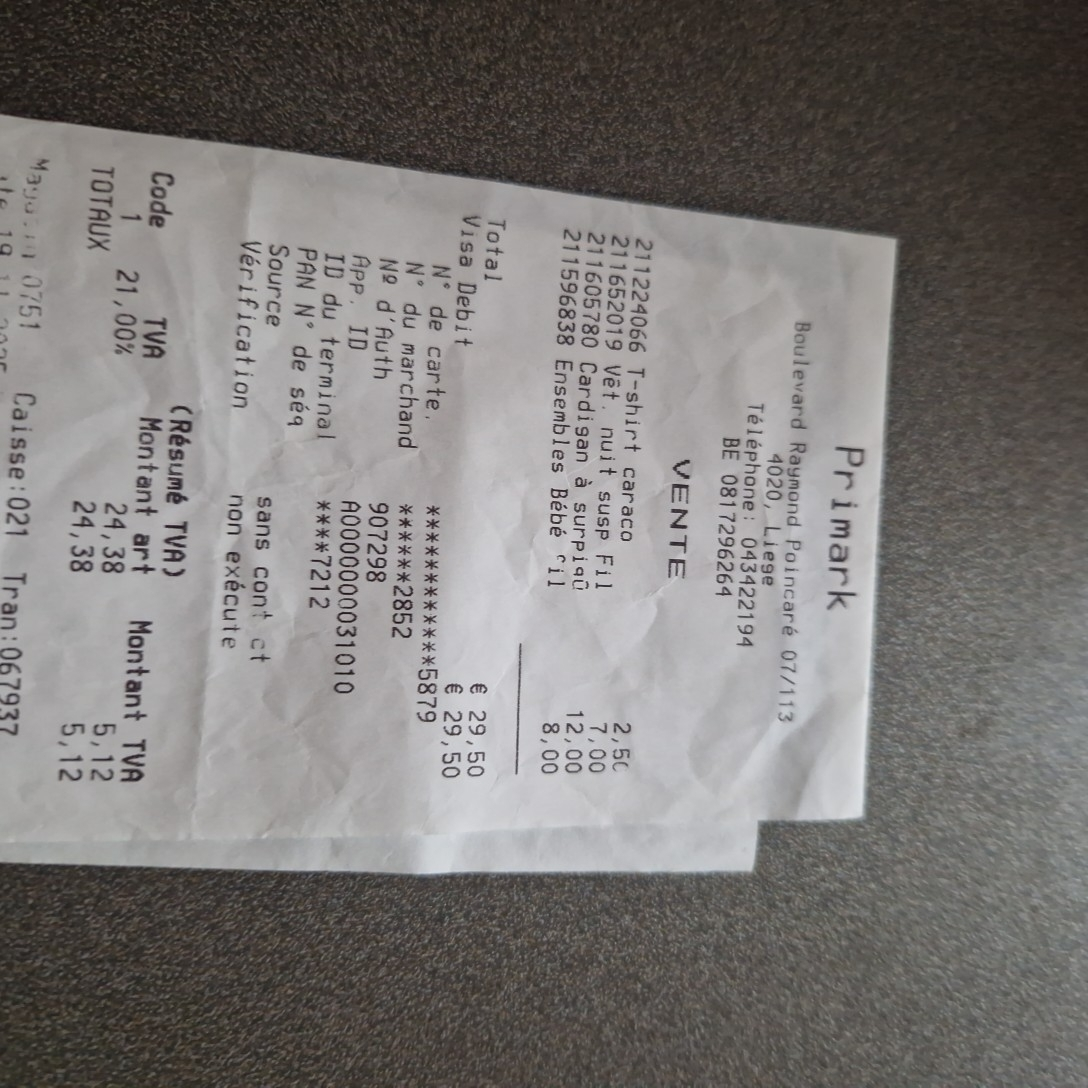 Primark
Boulevard Raymond Poincaré 07/113
4020, Liege
Téléphone: 043422194
BE 0817296264
VENTE
211224066 T-shirt caraco 2,50
211652019 Vêt. nuit susp Fil 7,00
211605780 Cardigan à surpiqû 12,00
211596838 Ensembles Bébé fil 8,00
Total € 29,50
Visa Debit € 29,50
N° de carte. ************5879
N° du marchand ******2852
Nº d'Auth 907298
App. ID A0000000031010
ID du terminal ****7212
PAN N° de séq
Source sans cont ct
Vérification non exécute
(Résumé TVA)
Code TVA Montant art Montant TVA
1 21,00% 24,38 5,12
TOTAUX 24,38 5,12
Magasin 0751 Caisse:021 Tran:067937